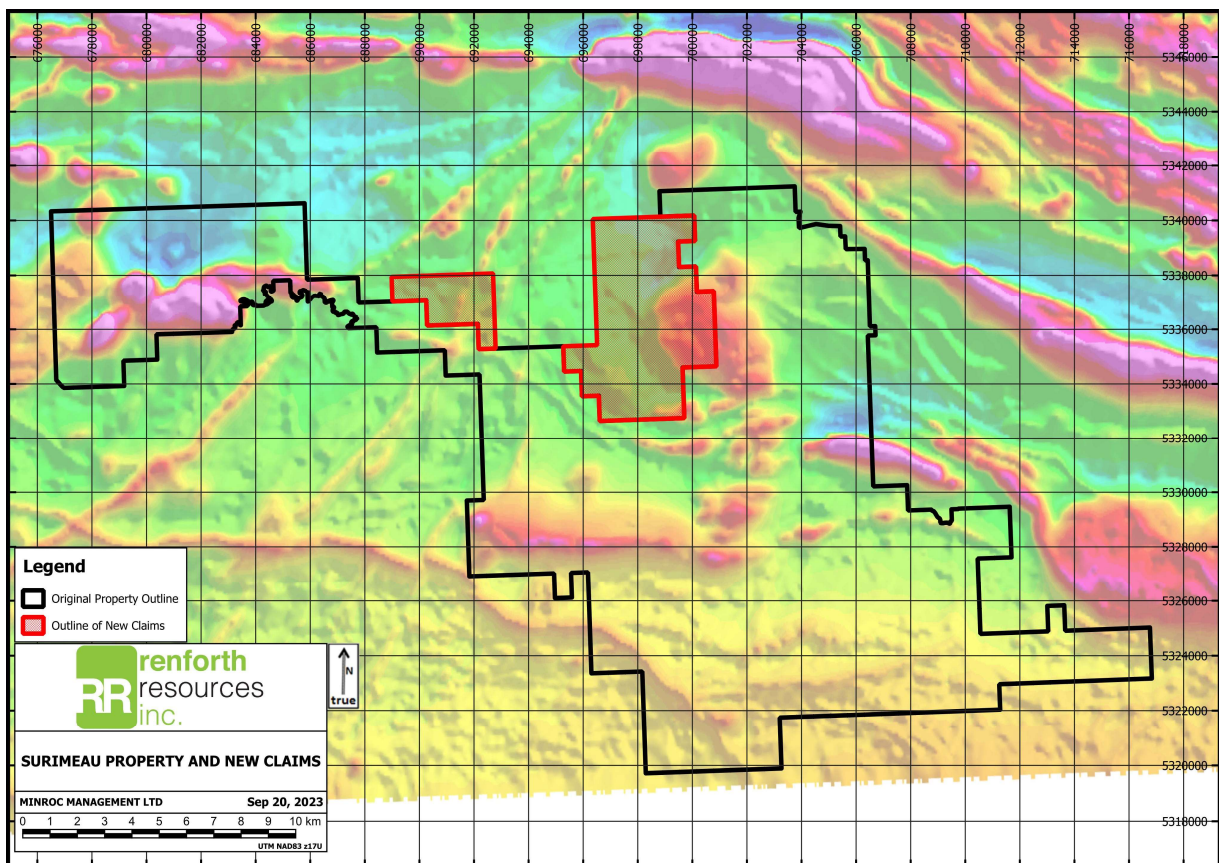 676000
678000
680000
682000
684000
686000
688000
690000
692000
694000
696000
698000
700000
702000
704000
706000
708000
710000
712000
714000
716000
718000
5346000
5344000
5342000
5340000
5338000
5336000
5334000
5332000
5330000
5328000
5326000
5324000
5322000
5320000
5318000
Legend
Original Property Outline
Outline of New Claims
RR
renforth
resources
inc.
N
true
SURIMEAU PROPERTY AND NEW CLAIMS
MINROC MANAGEMENT LTD Sep 20, 2023
0 1 2 3 4 5 6 7 8 9 10 km
UTM NAD83 z17U